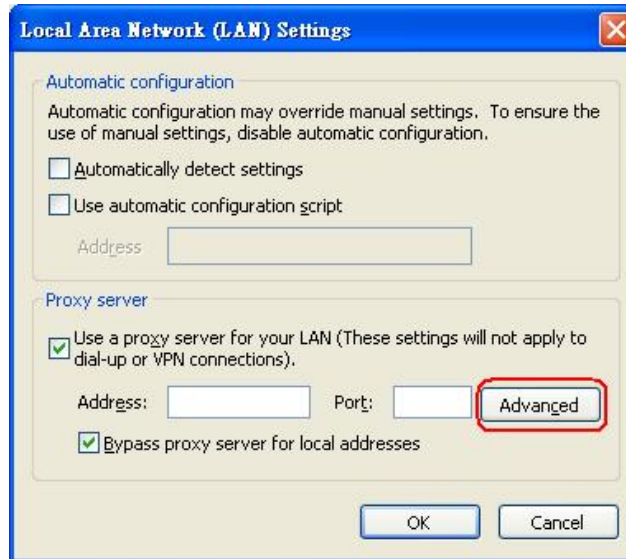 Local Area Network (LAN) Settings
Automatic configuration
Automatic configuration may override manual settings. To ensure the
use of manual settings, disable automatic configuration.
Automatically detect settings
Use automatic configuration script
Address
Proxy server
Use a proxy server for your LAN (These settings will not apply to
dial-up or VPN connections).
Address: Port: Advanced
Bypass proxy server for local addresses
OK Cancel